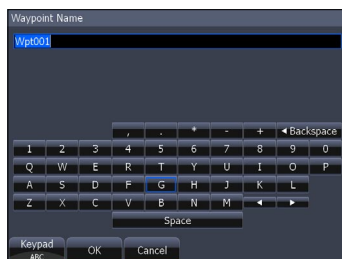 Waypoint Name
Wpt001
, . * - + ◄ Backspace
1 2 3 4 5 6 7 8 9 0
Q W E R T Y U I O P
A S D F G H J K L
Z X C V B N M ◄ ►
Space
Keypad OK Cancel
ABC